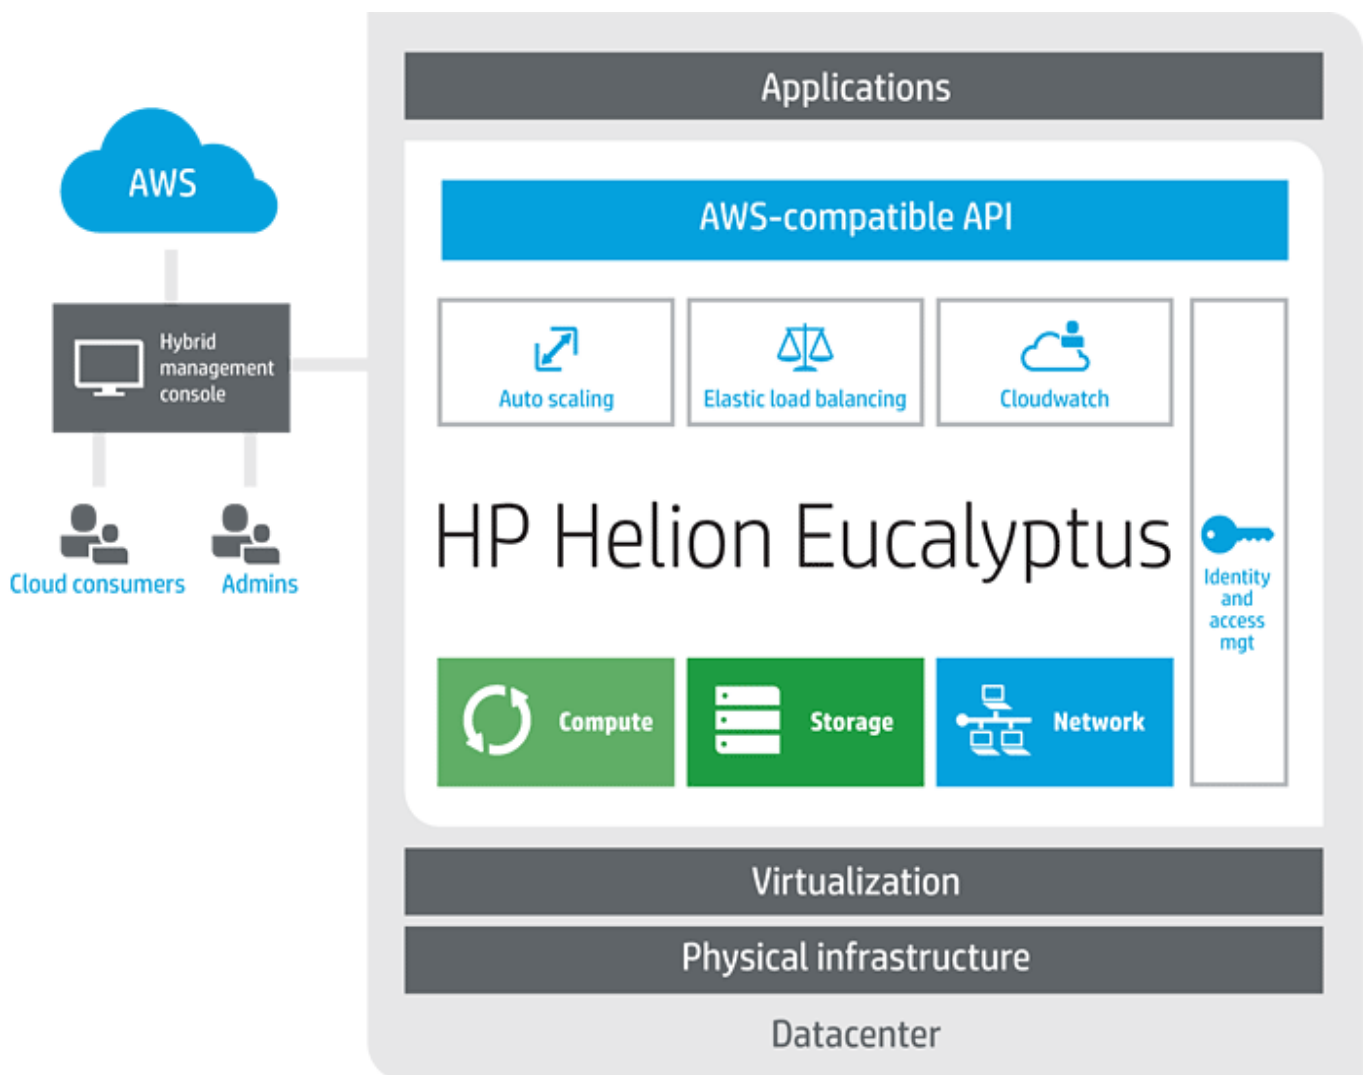 Applications
AWS
AWS-compatible API
Hybrid
management
console
Auto scaling
Elastic load balancing
Cloudwatch
HP Helion Eucalyptus
Identity
and
access
mgt
Cloud consumers
Admins
Compute
Storage
Network
Virtualization
Physical infrastructure
Datacenter